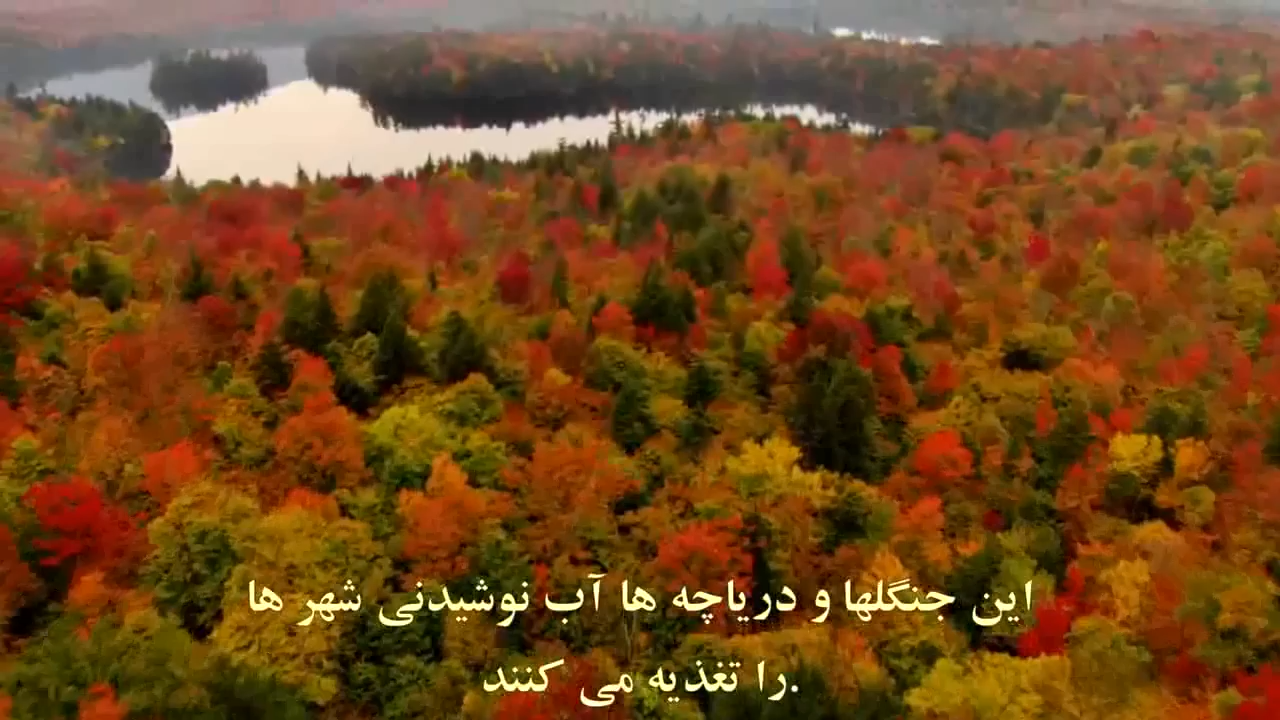 این جنگلها و دریاچه ها آب نوشیدنی شهر ها
را تغذیه می کنند.